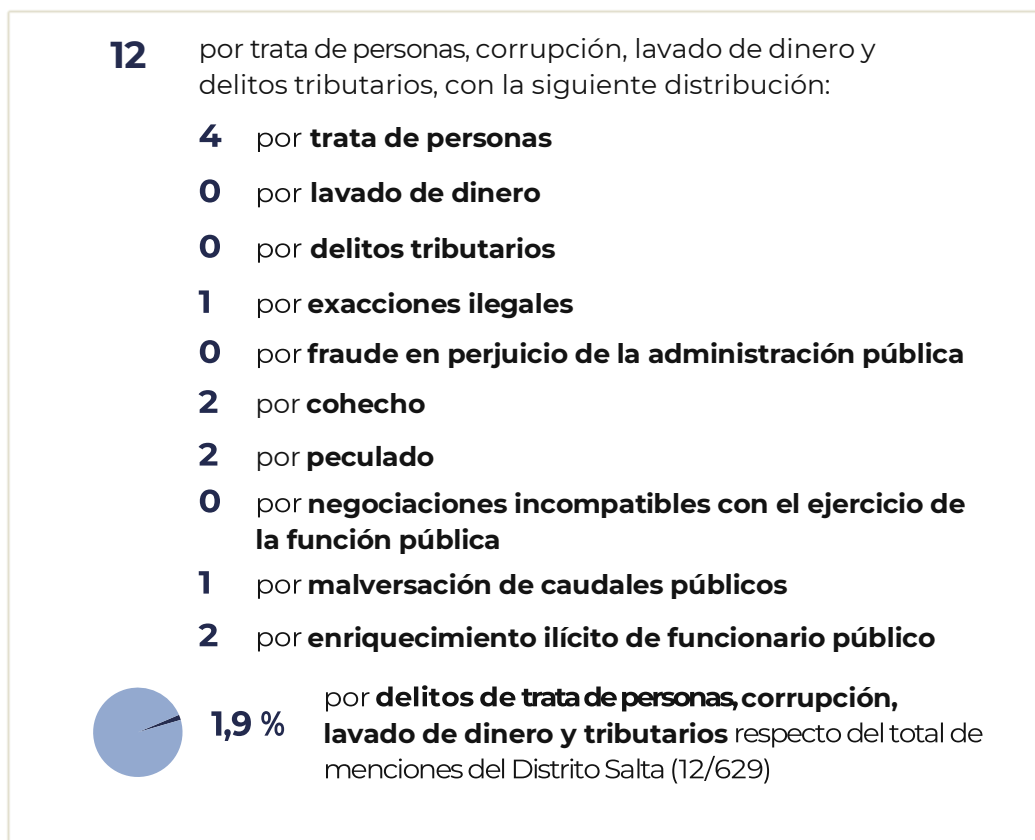 12 por trata de personas, corrupción, lavado de dinero y
delitos tributarios, con la siguiente distribución:
4 por trata de personas
0 por lavado de dinero
0 por delitos tributarios
1 por exacciones ilegales
0 por fraude en perjuicio de la administración pública
2 por cohecho
2 por peculado
0 por negociaciones incompatibles con el ejercicio de
la función pública
1 por malversación de caudales públicos
2 por enriquecimiento ilícito de funcionario público
1,9 % por delitos de trata de personas, corrupción,
lavado de dinero y tributarios respecto del total de
menciones del Distrito Salta (12/629)